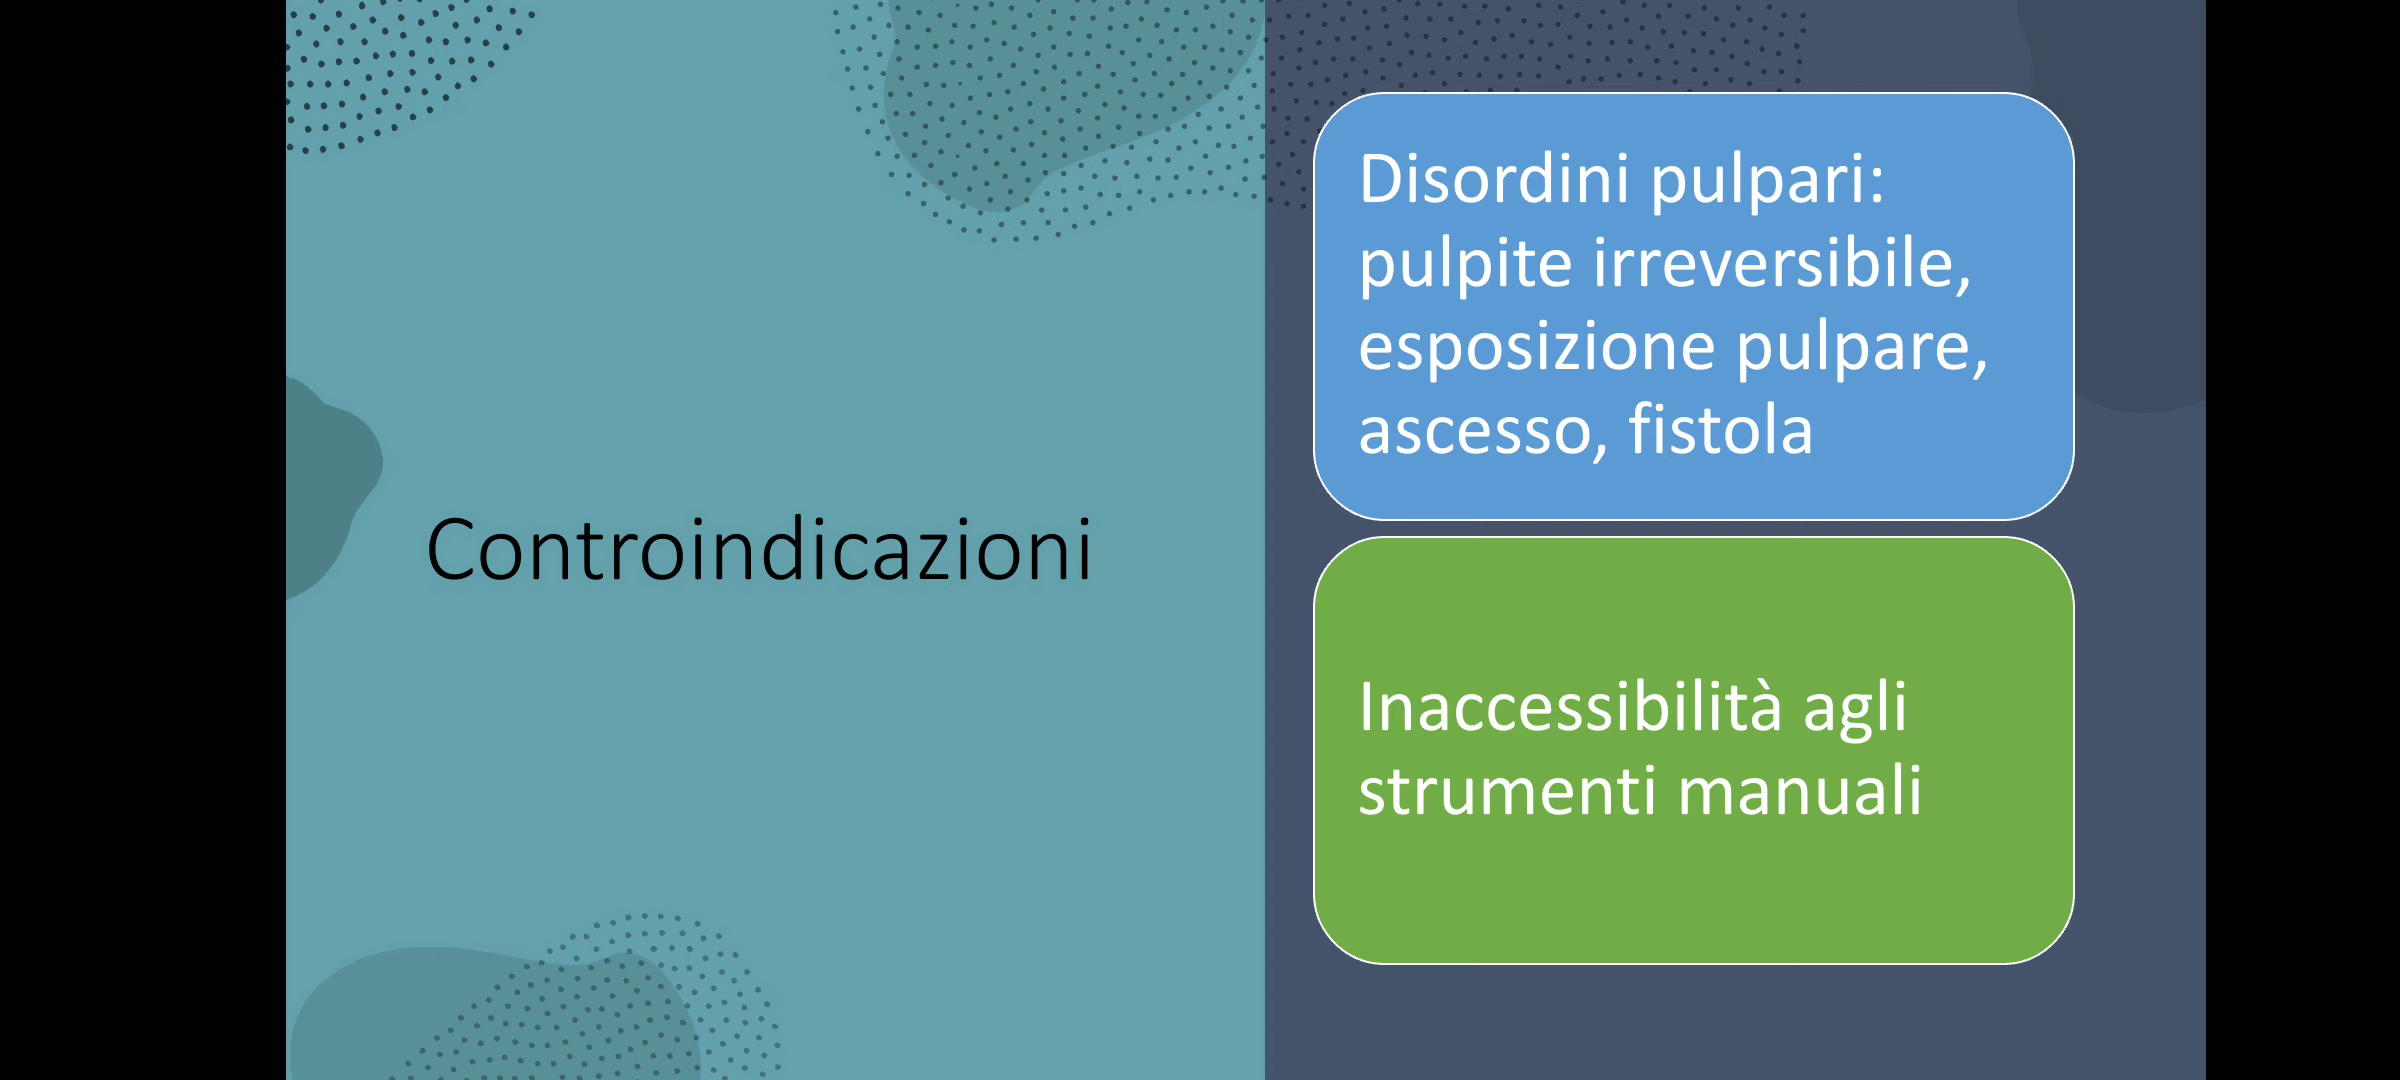 Controindicazioni
Disordini pulpari:
pulpite irreversibile,
esposizione pulpare,
ascesso, fistola
Inaccessibilità agli
strumenti manuali